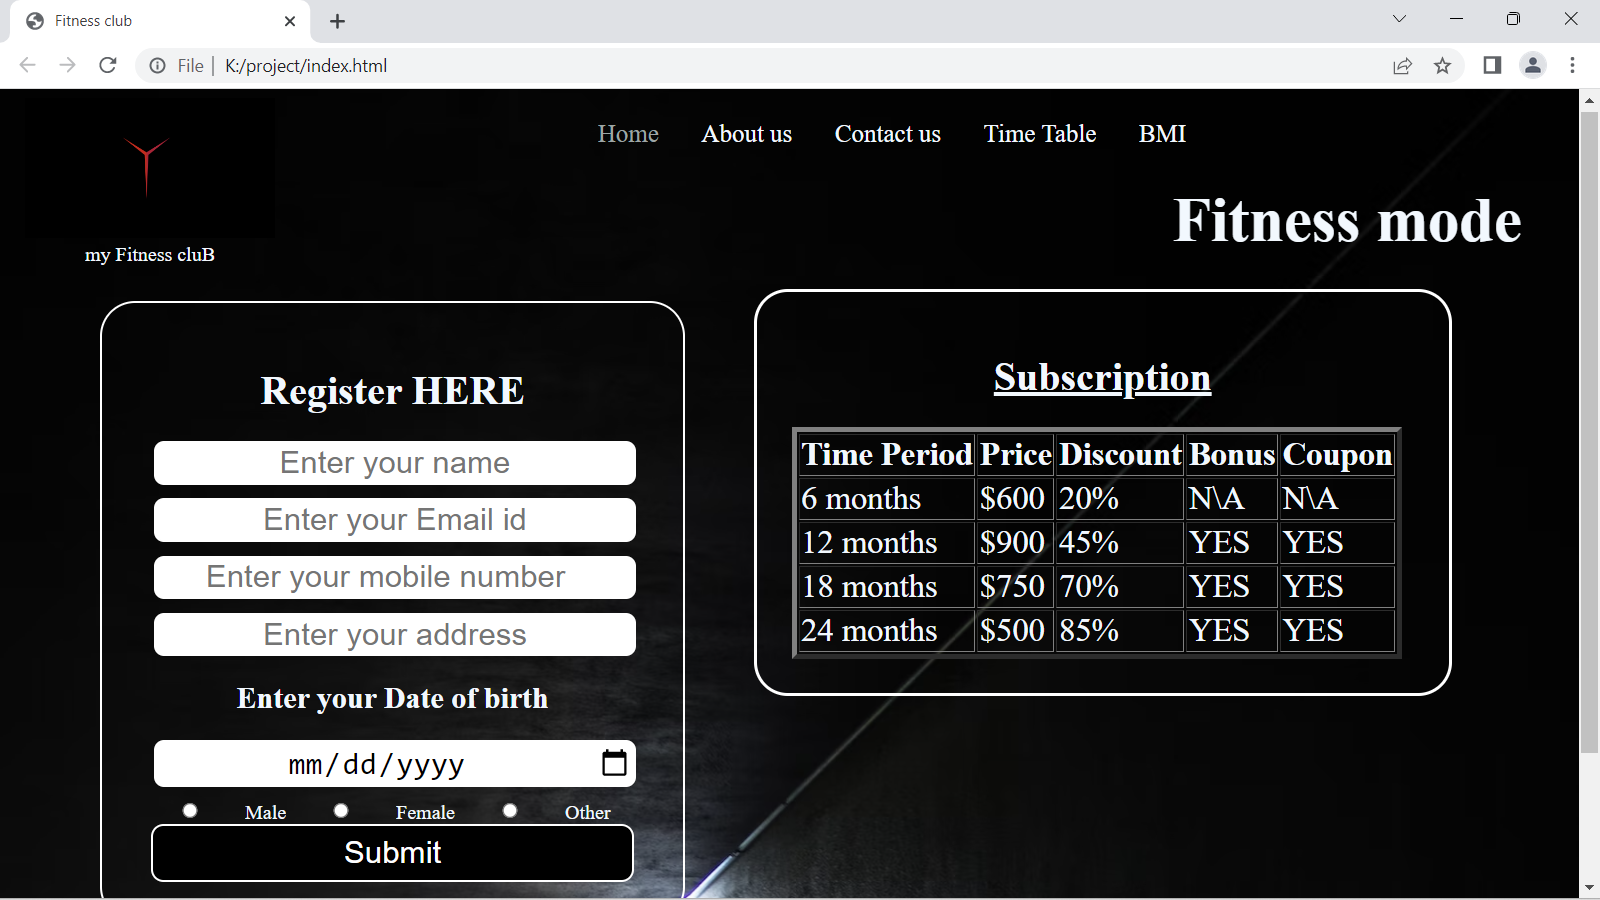 Fitness club
File | K:/project/index.html
Home About us Contact us Time Table BMI
Fitness mode
my Fitness cluB
Register HERE
Enter your name
Enter your Email id
Enter your mobile number
Enter your address
Enter your Date of birth
mm/dd/yyyy
Male Female Other
Submit
Subscription
Time Period Price Discount Bonus Coupon
6 months $600 20% N\A N\A
12 months $900 45% YES YES
18 months $750 70% YES YES
24 months $500 85% YES YES